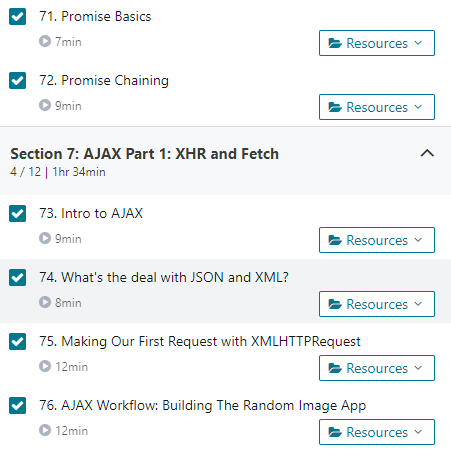 71. Promise Basics
7min
Resources
72. Promise Chaining
9min
Resources
Section 7: AJAX Part 1: XHR and Fetch
4 / 12 | 1hr 34min
73. Intro to AJAX
9min
Resources
74. What's the deal with JSON and XML?
8min
Resources
75. Making Our First Request with XMLHTTPRequest
12min
Resources
76. AJAX Workflow: Building The Random Image App
12min
Resources